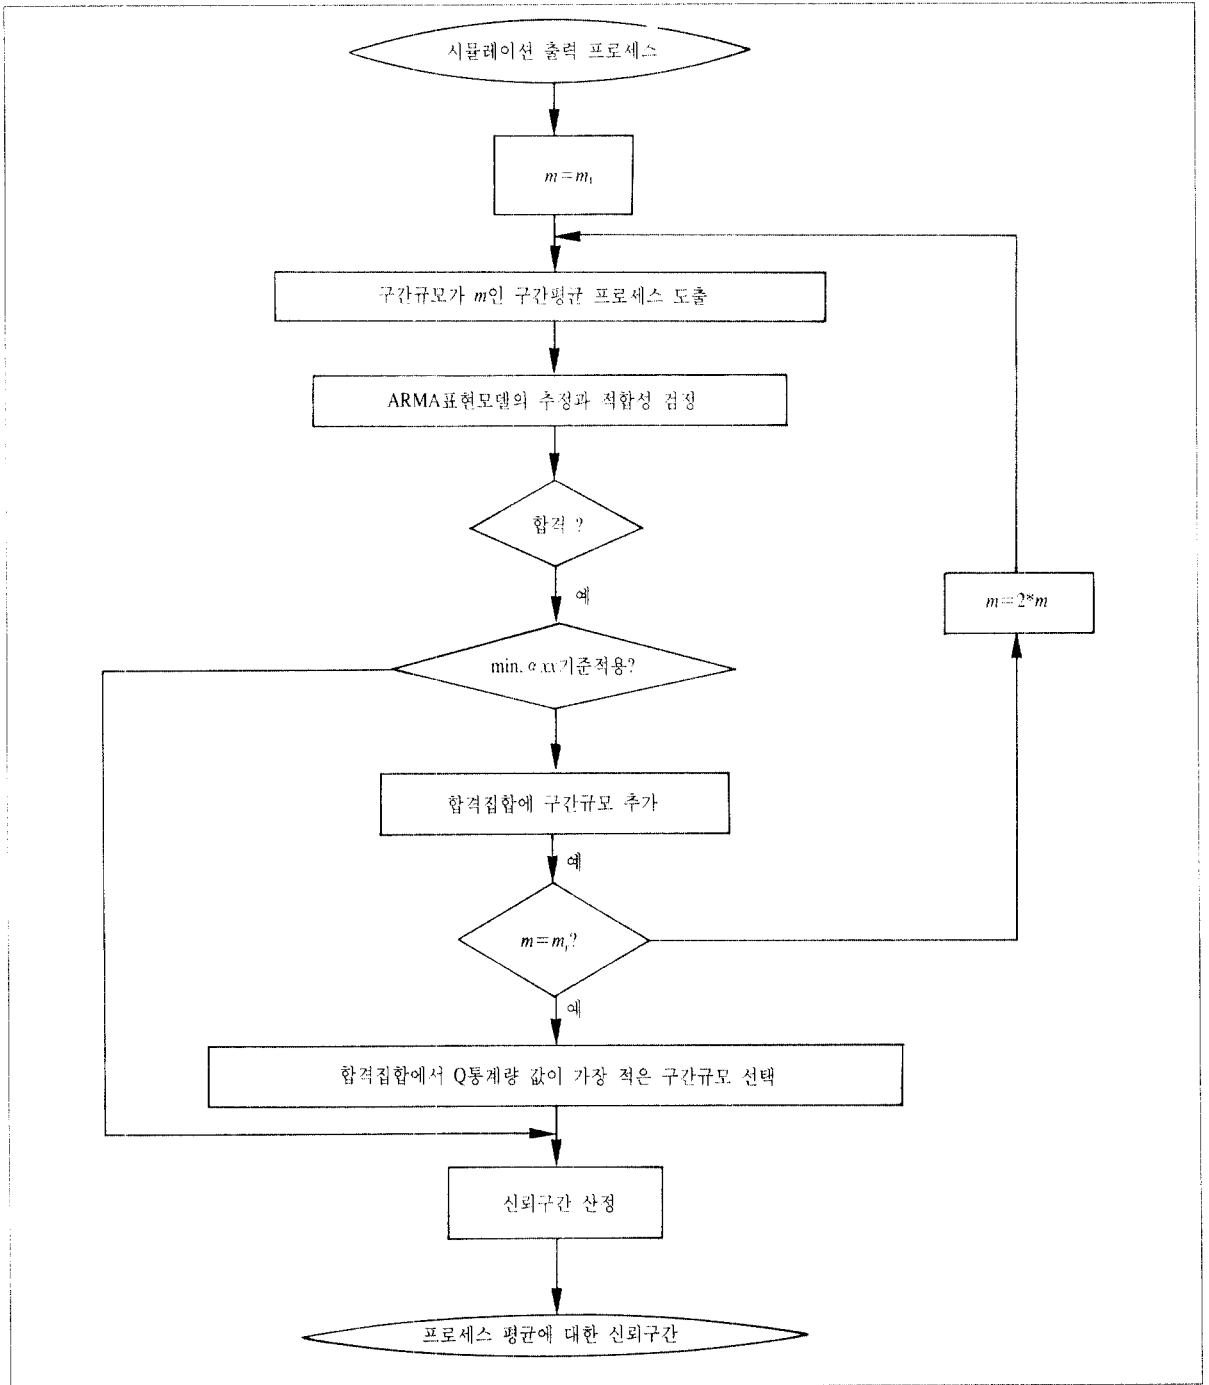 시뮬레이션 출력 프로세스
m=m₁
구간규모가 m인 구간평균 프로세스 도출
ARMA표현모델의 추정과 적합성 검정
합격 ?
예
m=2*m
min. 기준적용?
합격집합에 구간규모 추가
예
m=m?
예
합격집합에서 Q통계량 값이 가장 적은 구간규모 선택
신뢰구간 산정
프로세스 평균에 대한 신뢰구간